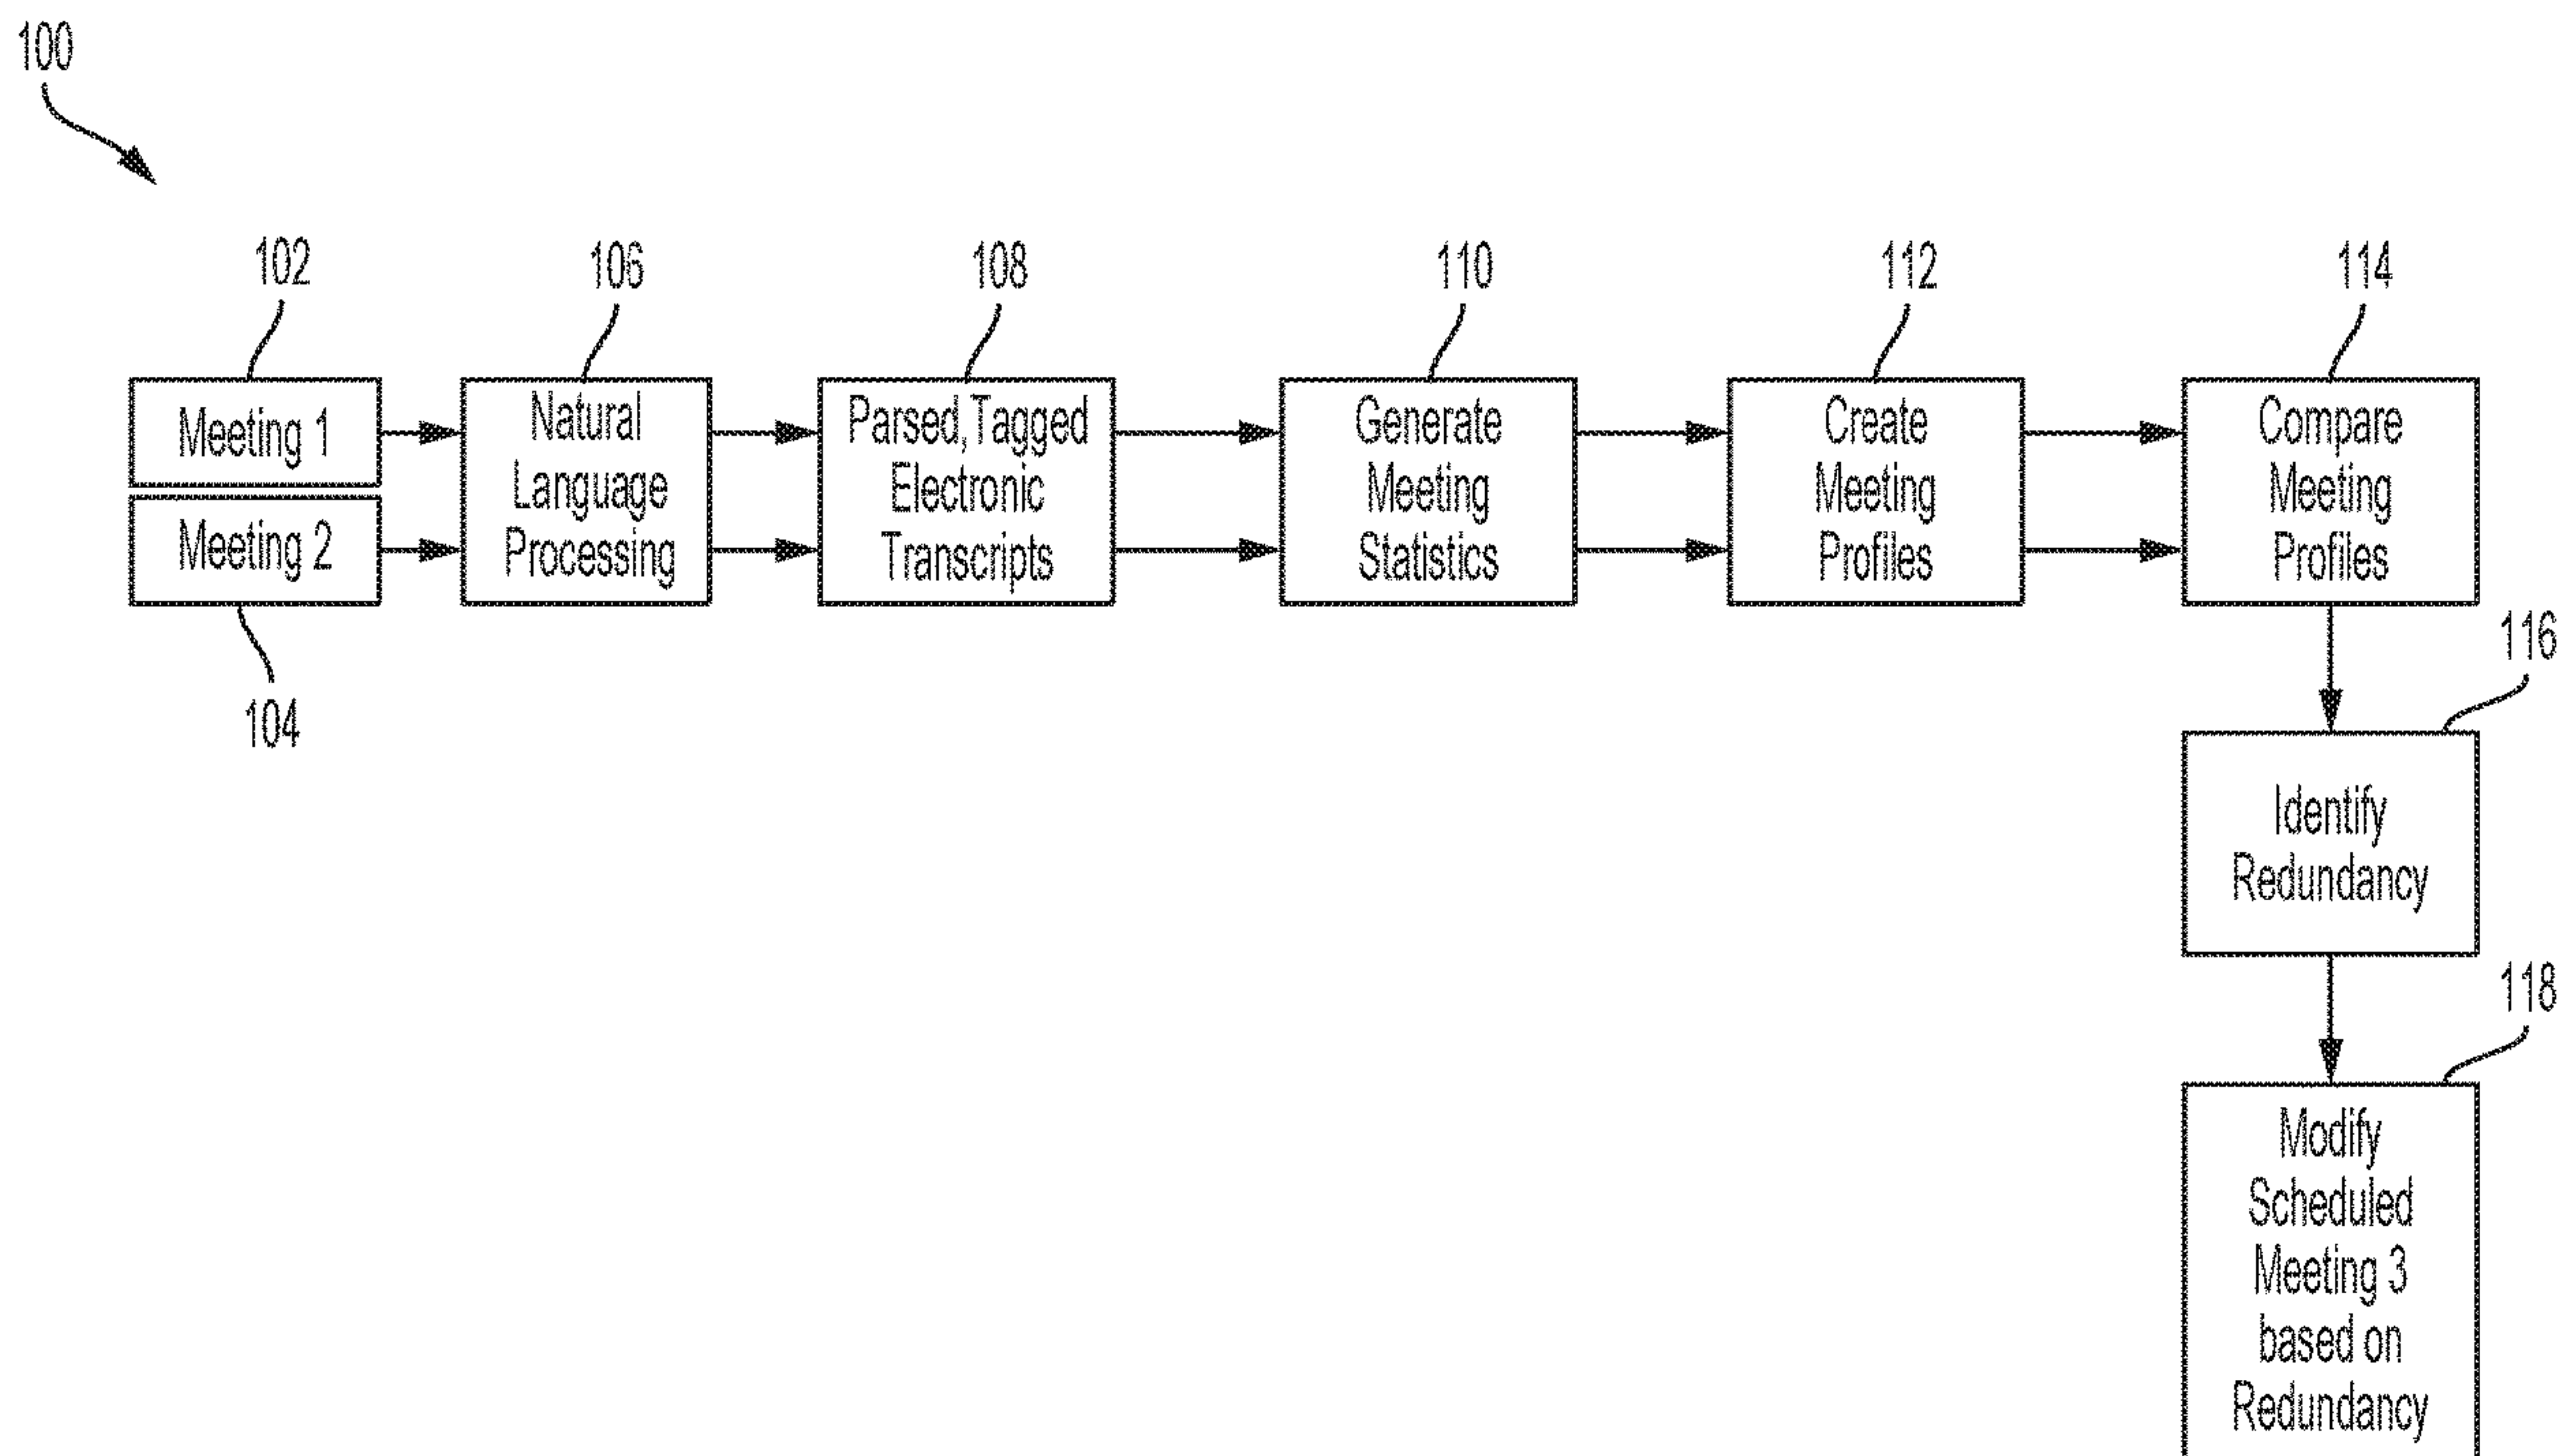 100
102
106
108
110
112
114
Meeting 1
Meeting 2
104
Natural
Language
Processing
Parsed,Tagged
Electronic
Transcripts
Generate
Meeting
Statistics
Create
Meeting
Profiles
Compare
Meeting
Profiles
116
Identify
Redundancy
118
Modify
Scheduled
Meeting 3
based on
Redundancy